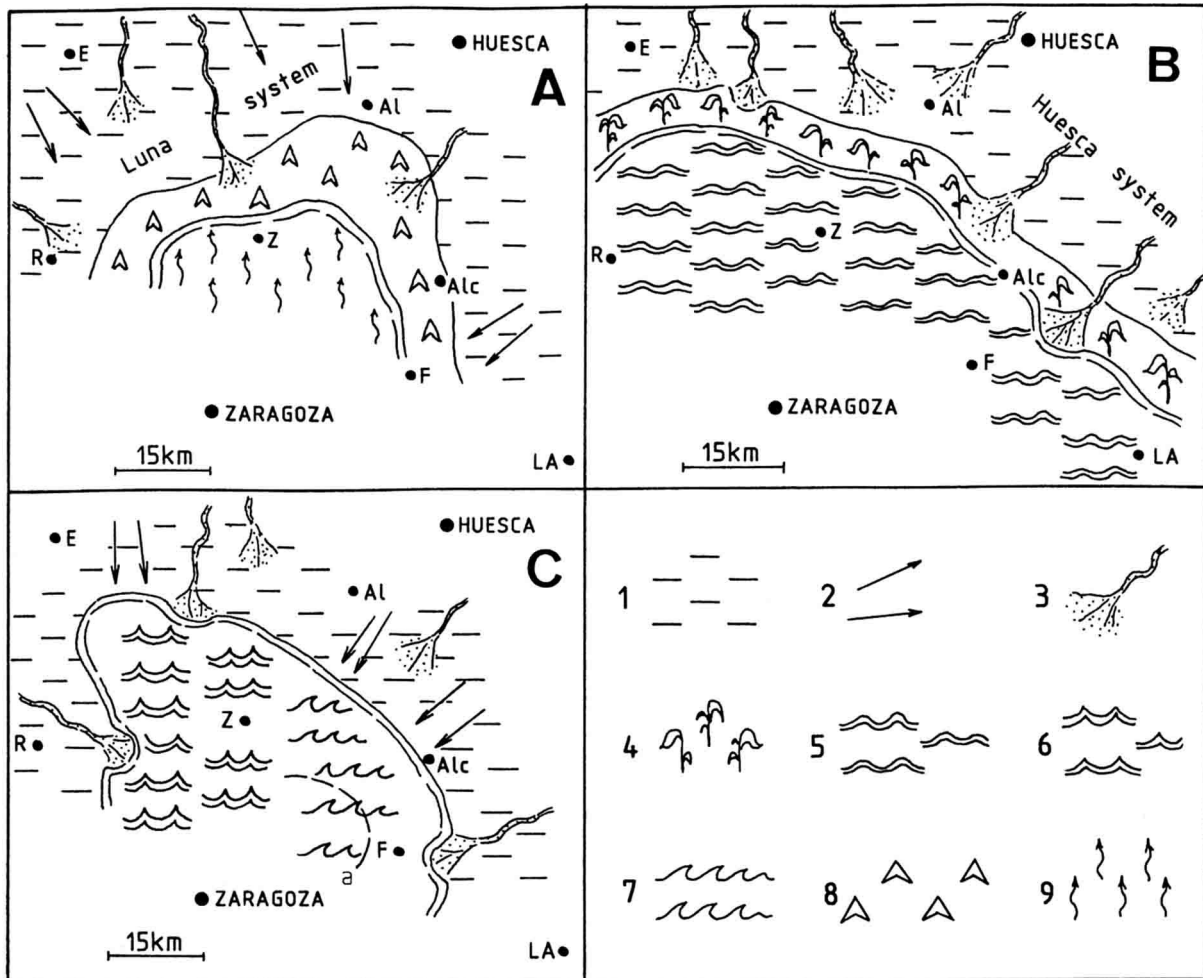 A
E
HUESCA
Luna system
Al
R
Z
Alc
F
ZARAGOZA
15km
LA
B
E
HUESCA
Al
Huesca system
Z
R
Alc
F
ZARAGOZA
15km
LA
C
E
HUESCA
Al
R
Z
Alc
F
a
ZARAGOZA
15km
LA
1
2
3
4
5
6
7
8
9